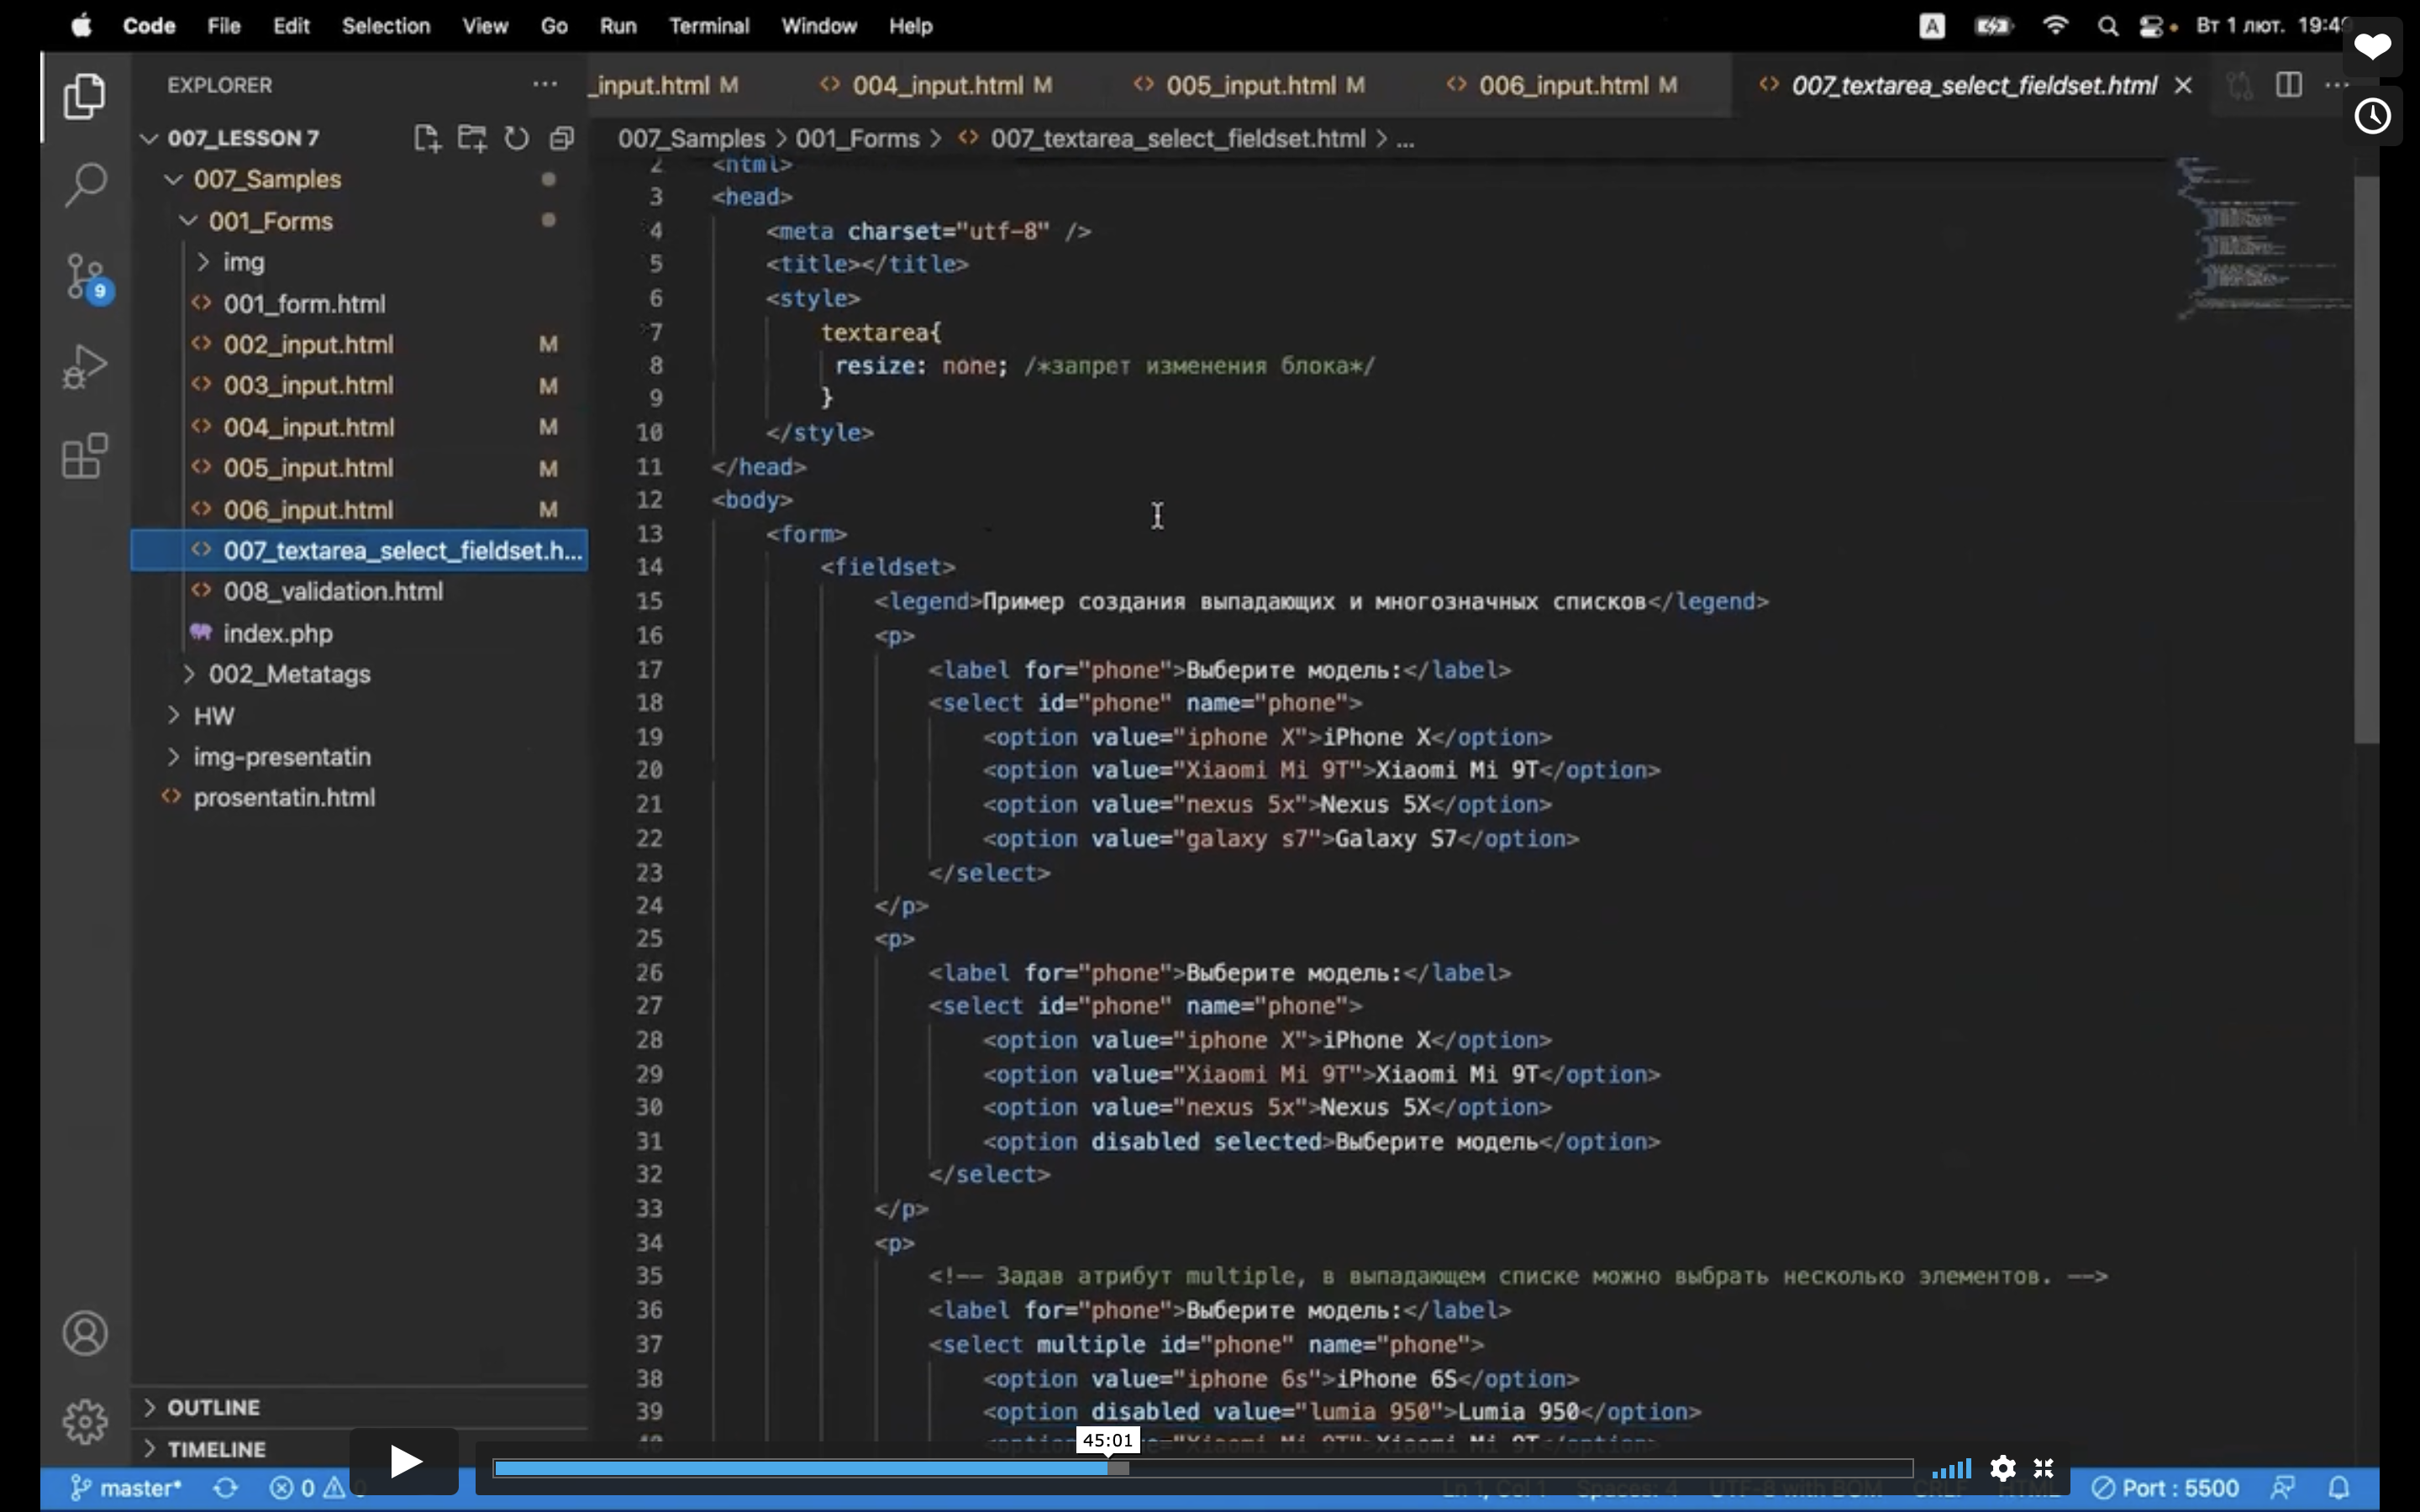 Code File Edit Selection View Go Run Terminal Window Help
A Вт 1 лют.
EXPLORER
_input.html M 004_input.html M 005_input.html M 006_input.html M 007_textarea_select_fieldset.html
007_LESSON 7
007_Samples > 001_Forms > 007_textarea_select_fieldset.html > ...
007_Samples
001_Forms
img
001_form.html
002_input.html M
003_input.html M
004_input.html M
005_input.html M
9
006_input.html M
007_textarea_select_fieldset.h...
008_validation.html
index.php
002_Metatags
HW
img-presentatin
prosentatin.html
OUTLINE
TIMELINE
2 <html>
3 <head>
4 <meta charset="utf-8" />
5 <title></title>
6 <style>
7 textarea{
8 resize: none; /*запрет изменения блока*/
9 }
10 </style>
11 </head>
12 <body>
13 <form>
14 <fieldset>
15 <legend>Пример создания выпадающих и многозначных списков</legend>
16 <p>
17 <label for="phone">Выберите модель:</label>
18 <select id="phone" name="phone">
19 <option value="iphone X">iPhone X</option>
20 <option value="Xiaomi Mi 9T">Xiaomi Mi 9T</option>
21 <option value="nexus 5x">Nexus 5X</option>
22 <option value="galaxy s7">Galaxy S7</option>
23 </select>
24 </p>
25 <p>
26 <label for="phone">Выберите модель:</label>
27 <select id="phone" name="phone">
28 <option value="iphone X">iPhone X</option>
29 <option value="Xiaomi Mi 9T">Xiaomi Mi 9T</option>
30 <option value="nexus 5x">Nexus 5X</option>
31 <option disabled selected>Выберите модель</option>
32 </select>
33 </p>
34 <p>
35 <!-- Задав атрибут multiple, в выпадающем списке можно выбрать несколько элементов. -->
36 <label for="phone">Выберите модель:</label>
37 <select multiple id="phone" name="phone">
38 <option value="iphone 6s">iPhone 6S</option>
39 <option disabled value="lumia 950">Lumia 950</option>
45:01
master* 0 0 Ln 1, Col 1 Spaces: 4 UTF-8 with BOM CRLF HTML Port : 5500